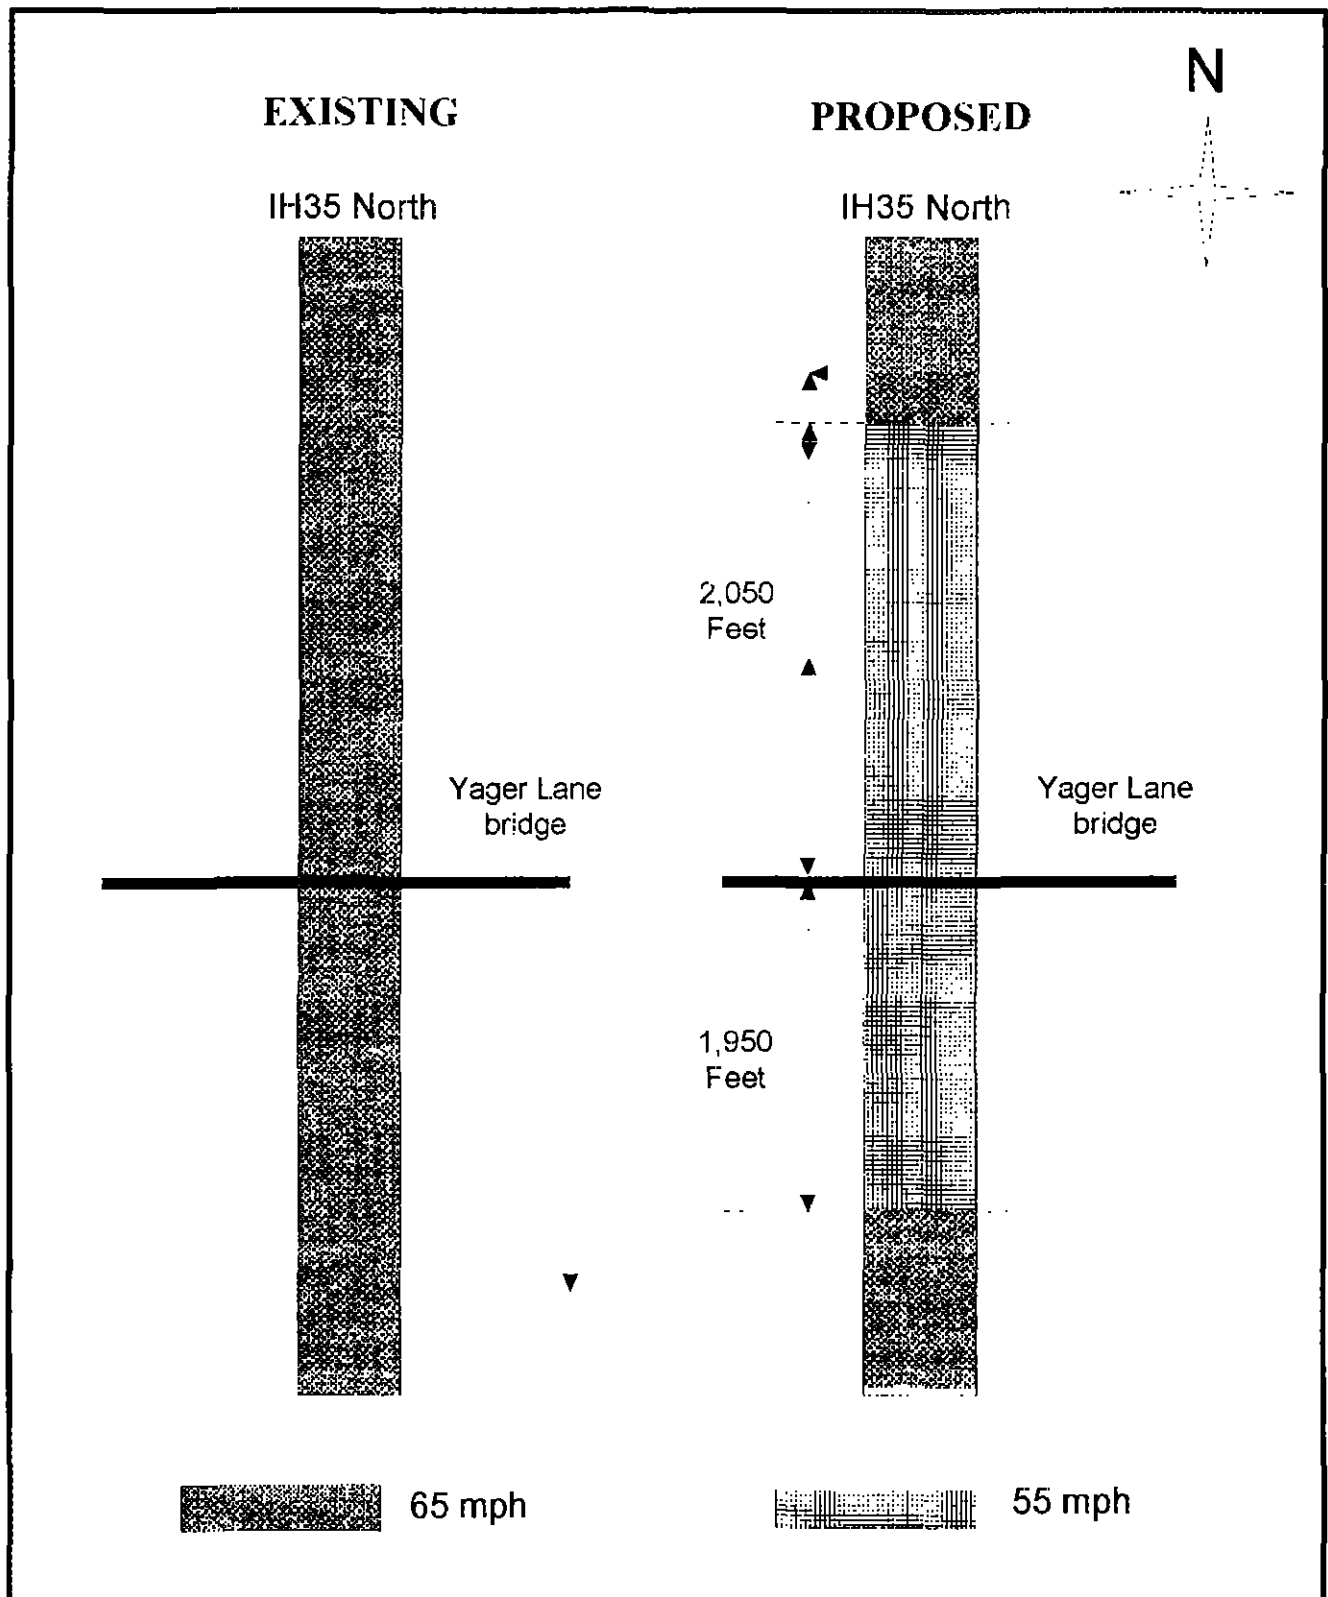 N
EXISTING
PROPOSED
IH35 North
IH35 North
2,050
Feet
Yager Lane
bridge
Yager Lane
bridge
1,950
Feet
65 mph
55 mph